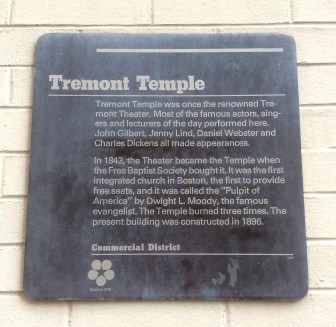 Tremont Temple
Tremont Temple was once the renowned Tre-
mont Theater. Most of the famous actors, sing-
ers and lecturers of the day performed here.
John Gilbert, Jenny Lind, Daniel Webster and
Charles Dickens all made appearances.
In 1843, the Theater became the Temple when
the Free Baptist Society bought it. It was the first
integrated church in Boston, the first to provide
free seats, and it was called the "Pulpit of
America" by Dwight L. Moody, the famous
evangelist. The Temple burned three times. The
present building was constructed in 1896.
Commercial District
Boston